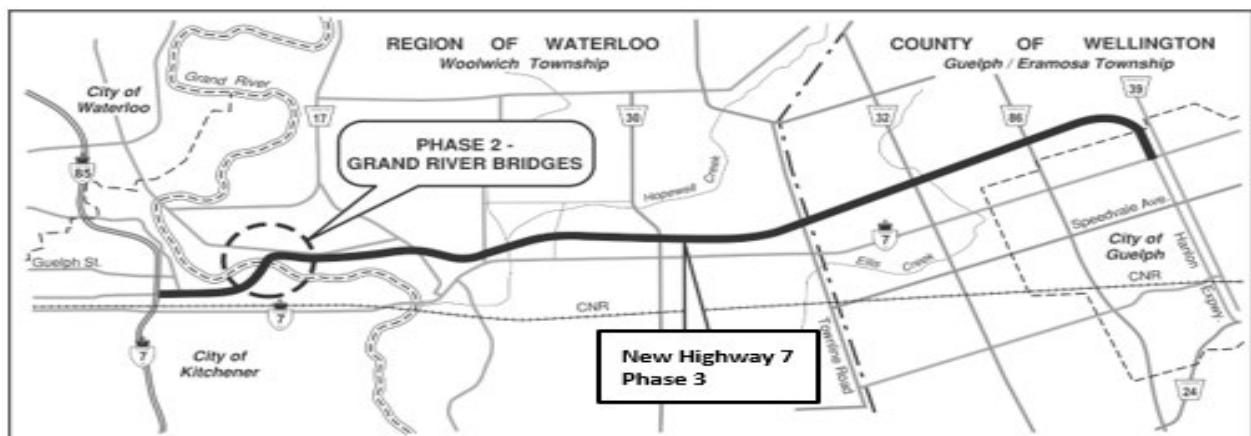 REGION OF WATERLOO
Woolwich Township
COUNTY OF WELLINGTON
Guelph / Eramosa Township
City of
Waterloo
Grand River
85
17
30
32
86
39
PHASE 2 -
GRAND RIVER BRIDGES
Hopewell Creek
Guelph St.
7
CNR
7
City of
Kitchener
New Highway 7
Phase 3
Townline Road
7
Ellis Creek
Speedvale Ave.
City of
Guelph
CNR
Hanlon Expwy.
24